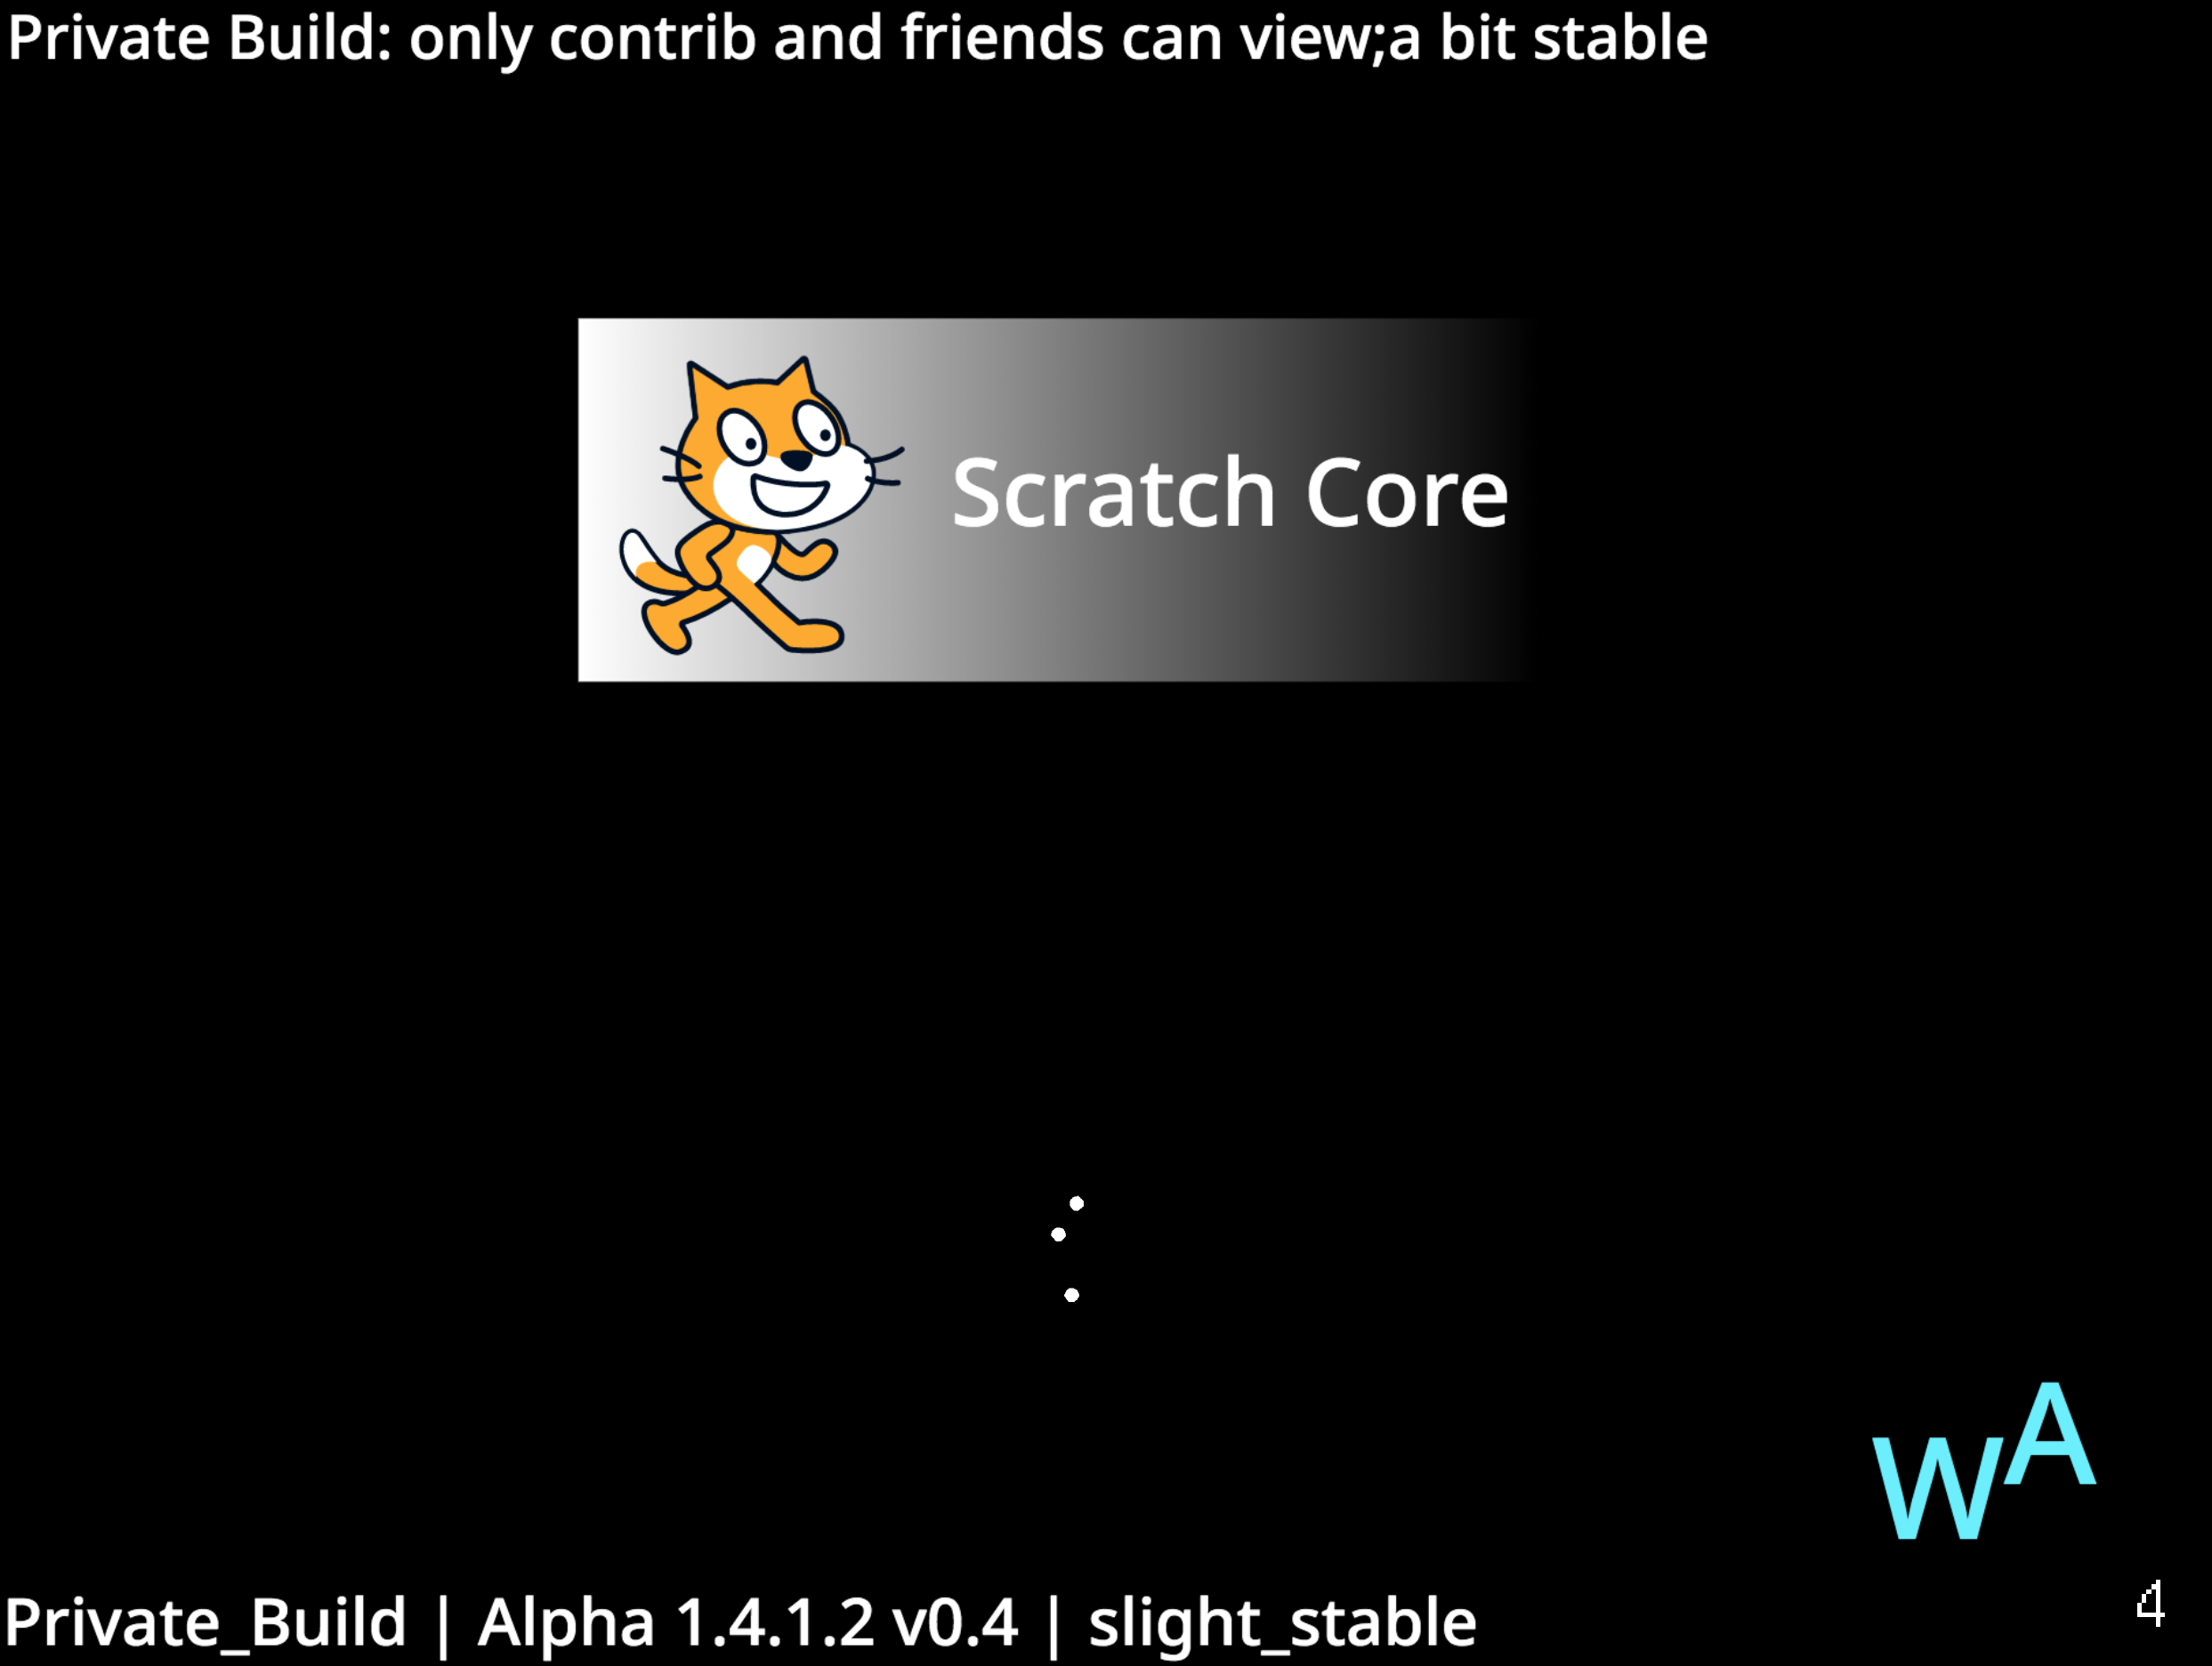 Private Build: only contrib and friends can view;a bit stable
Scratch Core
WA
Private_Build | Alpha 1.4.1.2 v0.4 | slight_stable
4